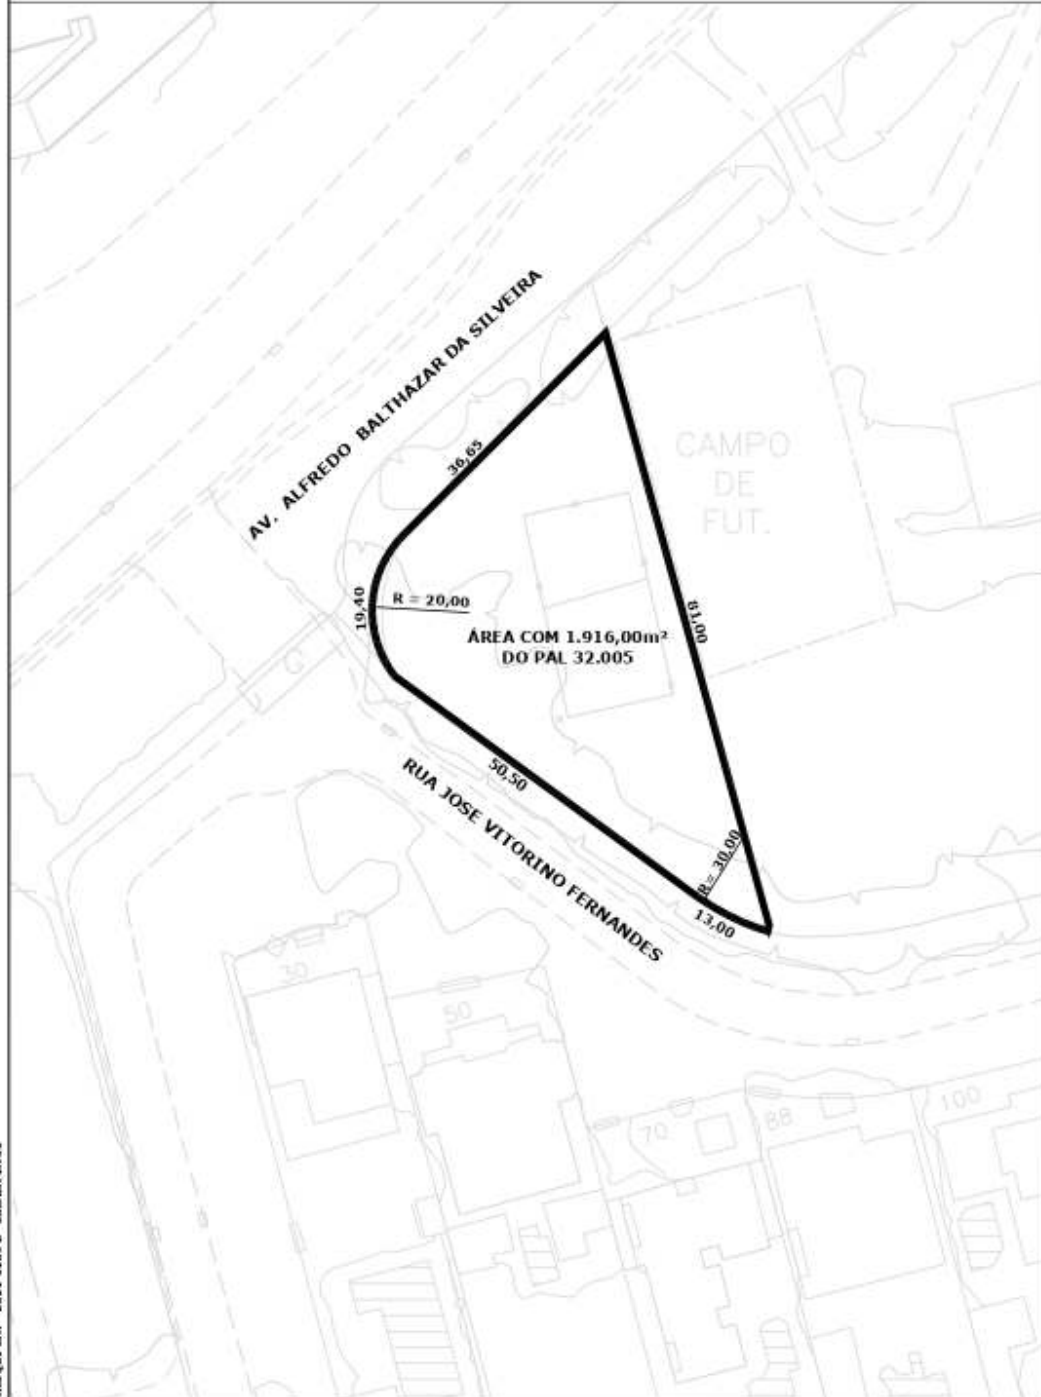 AV. ALFREDO BALTHAZAR DA SILVEIRA
36,65
CAMPO
DE
FUT.
19,40
R = 20,00
81,00
ÁREA COM 1.916,00m²
DO PAL 32.005
G
50,50
RUA JOSE VITORINO FERNANDES
R = 30,00
13,00
30
50
70
88
100